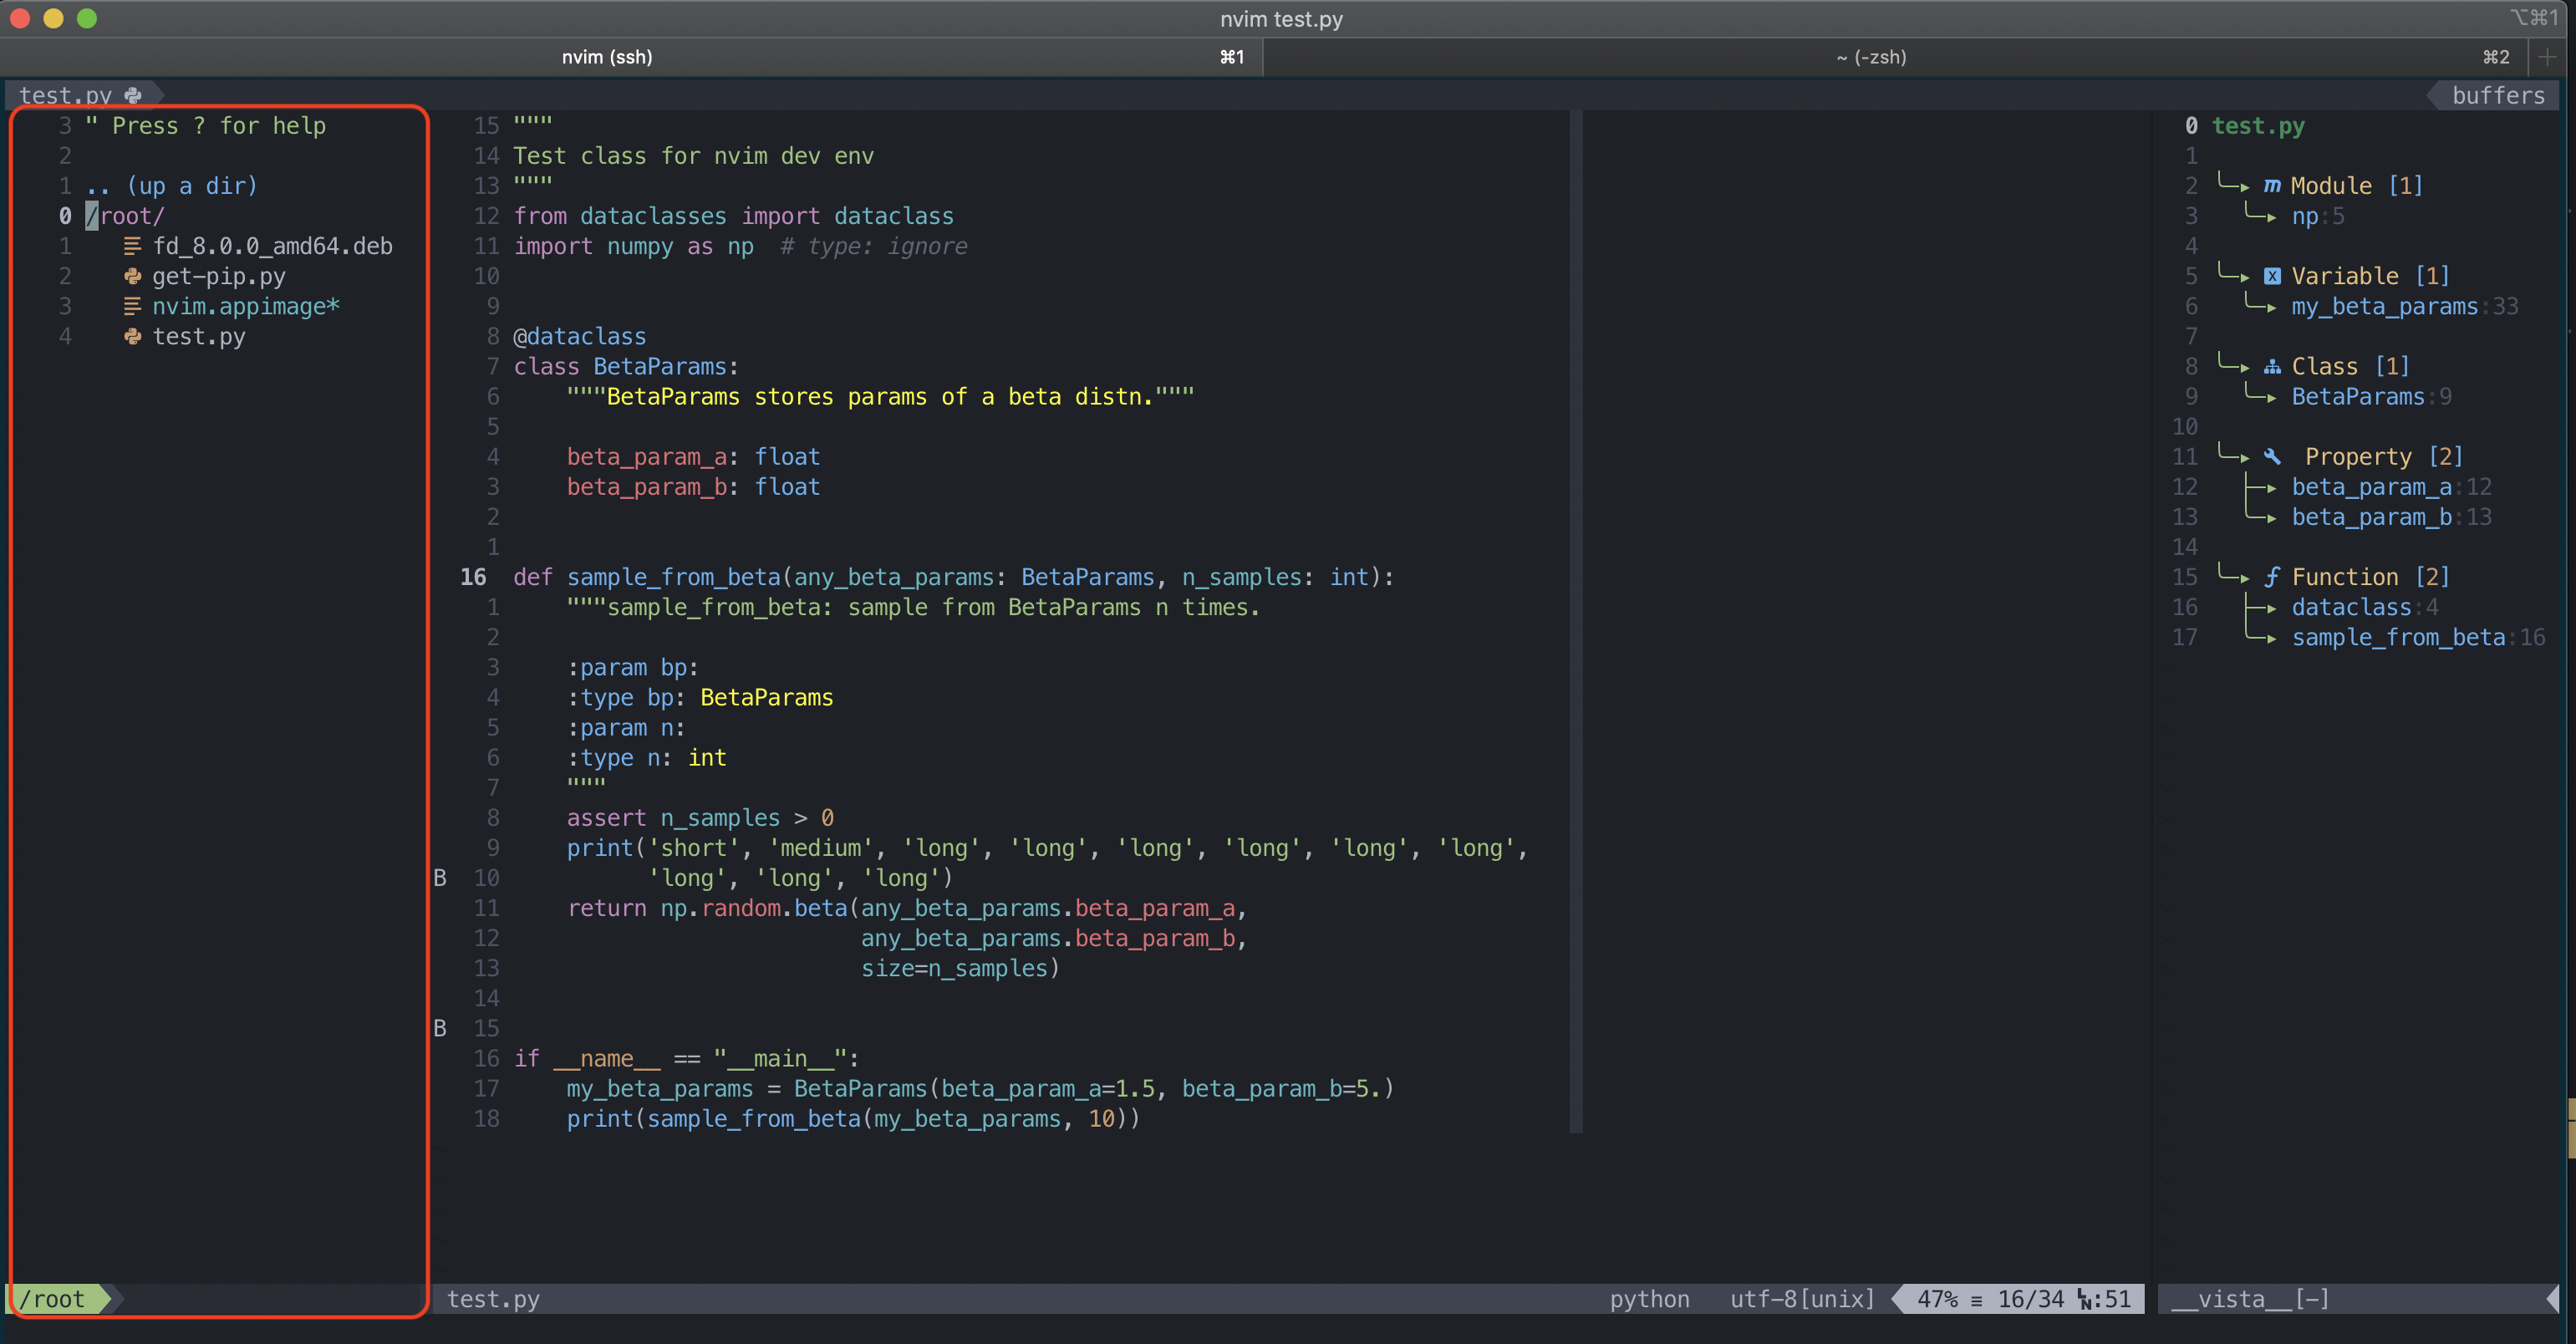 nvim test.py
⌥⌘1
nvim (ssh) ⌘1
~ (-zsh) ⌘2
test.py
buffers
3 " Press ? for help
2
1 .. (up a dir)
0 /root/
1 fd_8.0.0_amd64.deb
2 get-pip.py
3 nvim.appimage*
4 test.py
/root
15 """
14 Test class for nvim dev env
13 """
12 from dataclasses import dataclass
11 import numpy as np  # type: ignore
10
9
8 @dataclass
7 class BetaParams:
6     """BetaParams stores params of a beta distn."""
5
4     beta_param_a: float
3     beta_param_b: float
2
1
16 def sample_from_beta(any_beta_params: BetaParams, n_samples: int):
1     """sample_from_beta: sample from BetaParams n times.
2
3     :param bp:
4     :type bp: BetaParams
5     :param n:
6     :type n: int
7     """
8     assert n_samples > 0
9     print('short', 'medium', 'long', 'long', 'long', 'long', 'long', 'long',
B 10           'long', 'long', 'long')
11     return np.random.beta(any_beta_params.beta_param_a,
12                           any_beta_params.beta_param_b,
13                           size=n_samples)
14
B 15
16 if __name__ == "__main__":
17     my_beta_params = BetaParams(beta_param_a=1.5, beta_param_b=5.)
18     print(sample_from_beta(my_beta_params, 10))
test.py
python utf-8[unix] 47% ≡ 16/34 :51
0 test.py
1
2 m Module [1]
3 np:5
4
5 x Variable [1]
6 my_beta_params:33
7
8 Class [1]
9 BetaParams:9
10
11 Property [2]
12 beta_param_a:12
13 beta_param_b:13
14
15 f Function [2]
16 dataclass:4
17 sample_from_beta:16
__vista__[-]